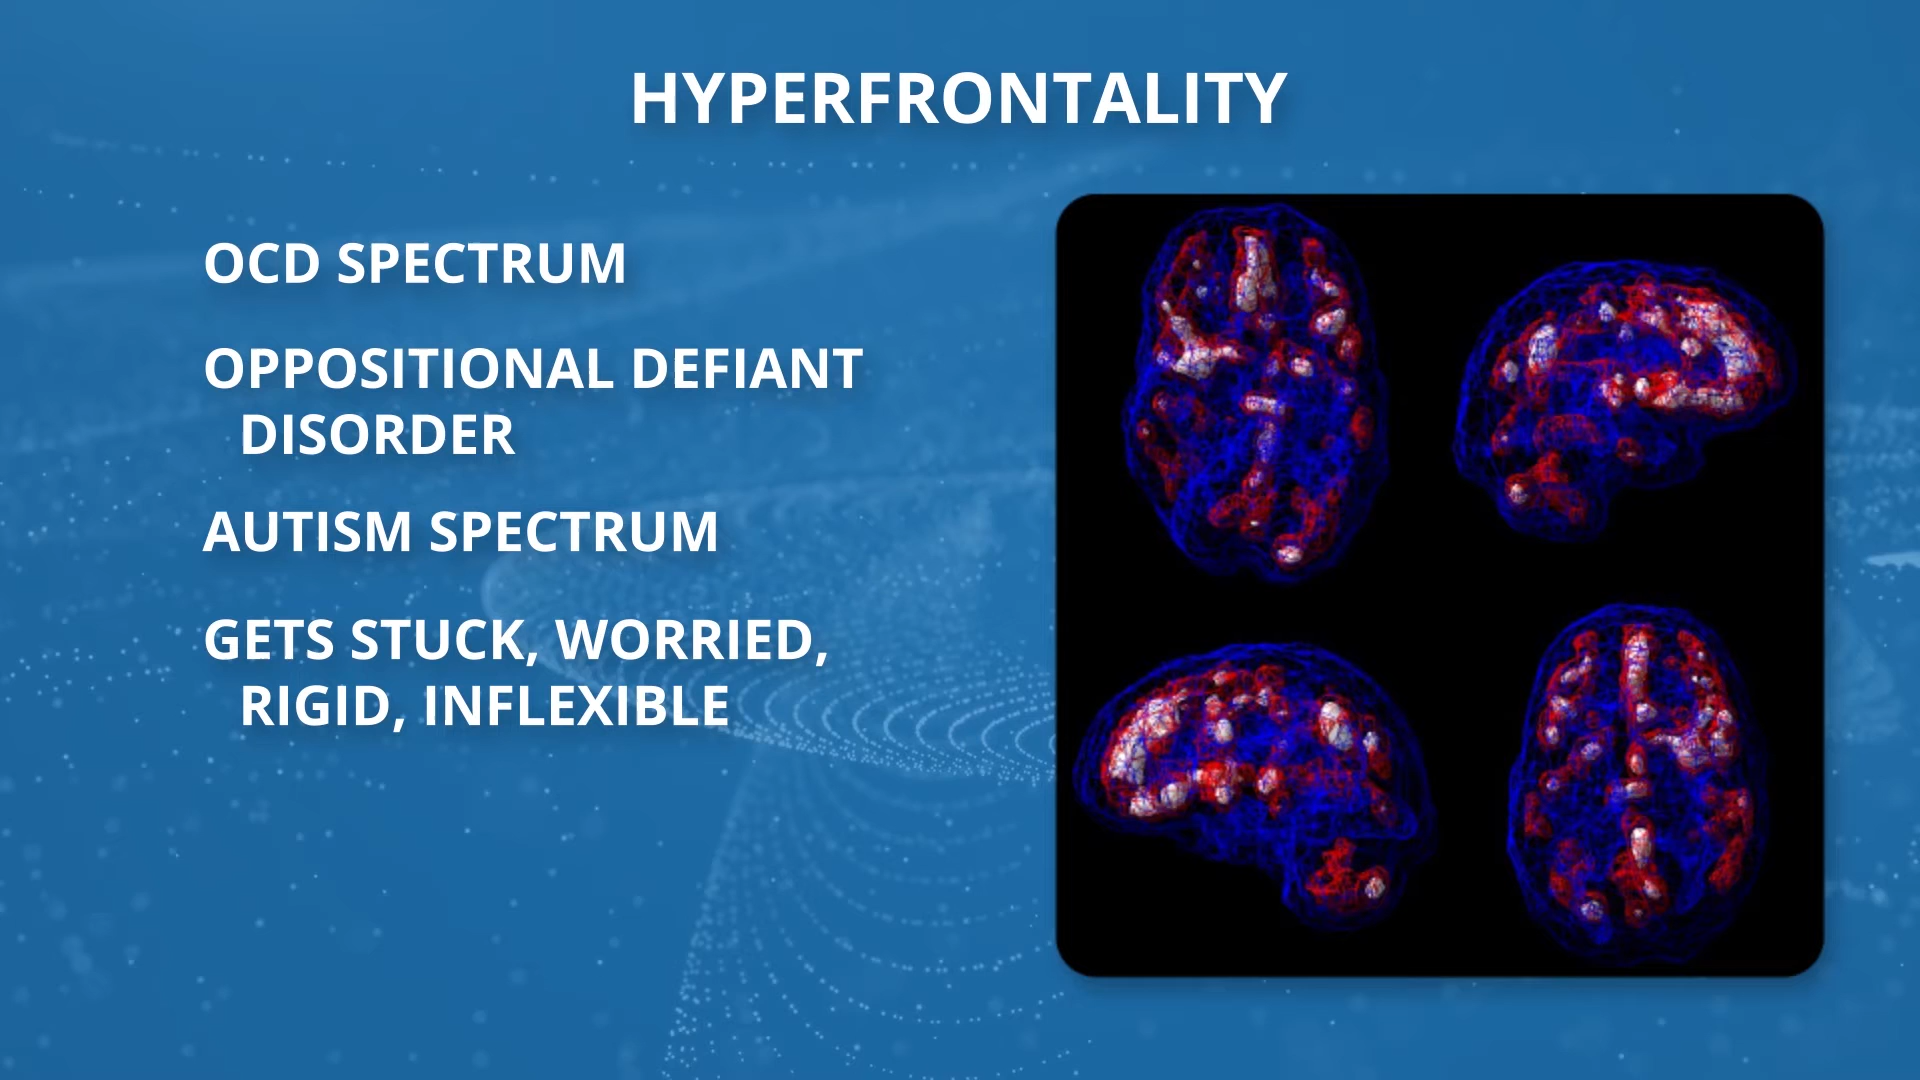 HYPERFRONTALITY
OCD SPECTRUM
OPPOSITIONAL DEFIANT
DISORDER
AUTISM SPECTRUM
GETS STUCK, WORRIED,
RIGID, INFLEXIBLE